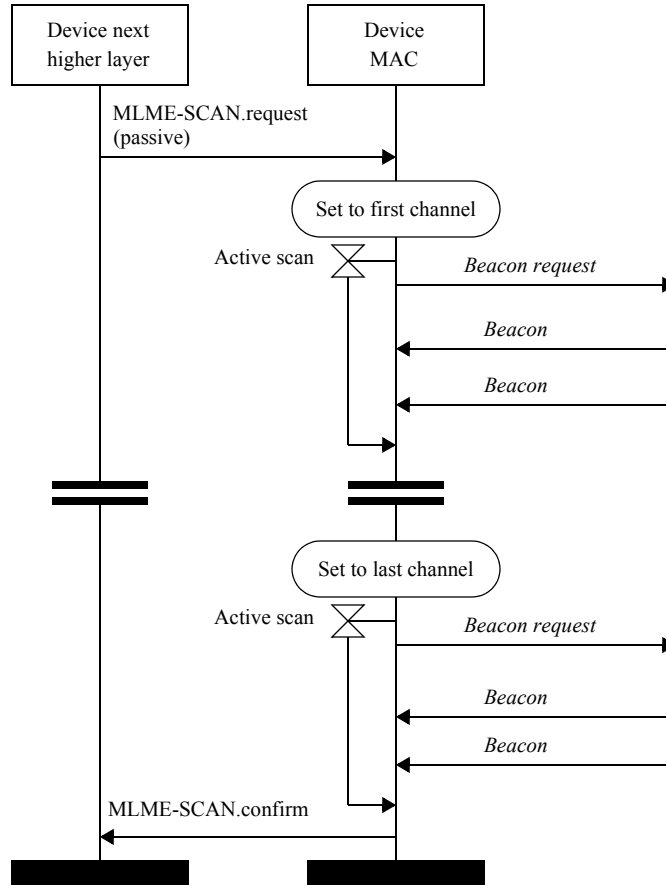 Device next
higher layer
Device
MAC
MLME-SCAN.request
(passive)
Set to first channel
Active scan
Beacon request
Beacon
Beacon
Set to last channel
Active scan
Beacon request
Beacon
Beacon
MLME-SCAN.confirm